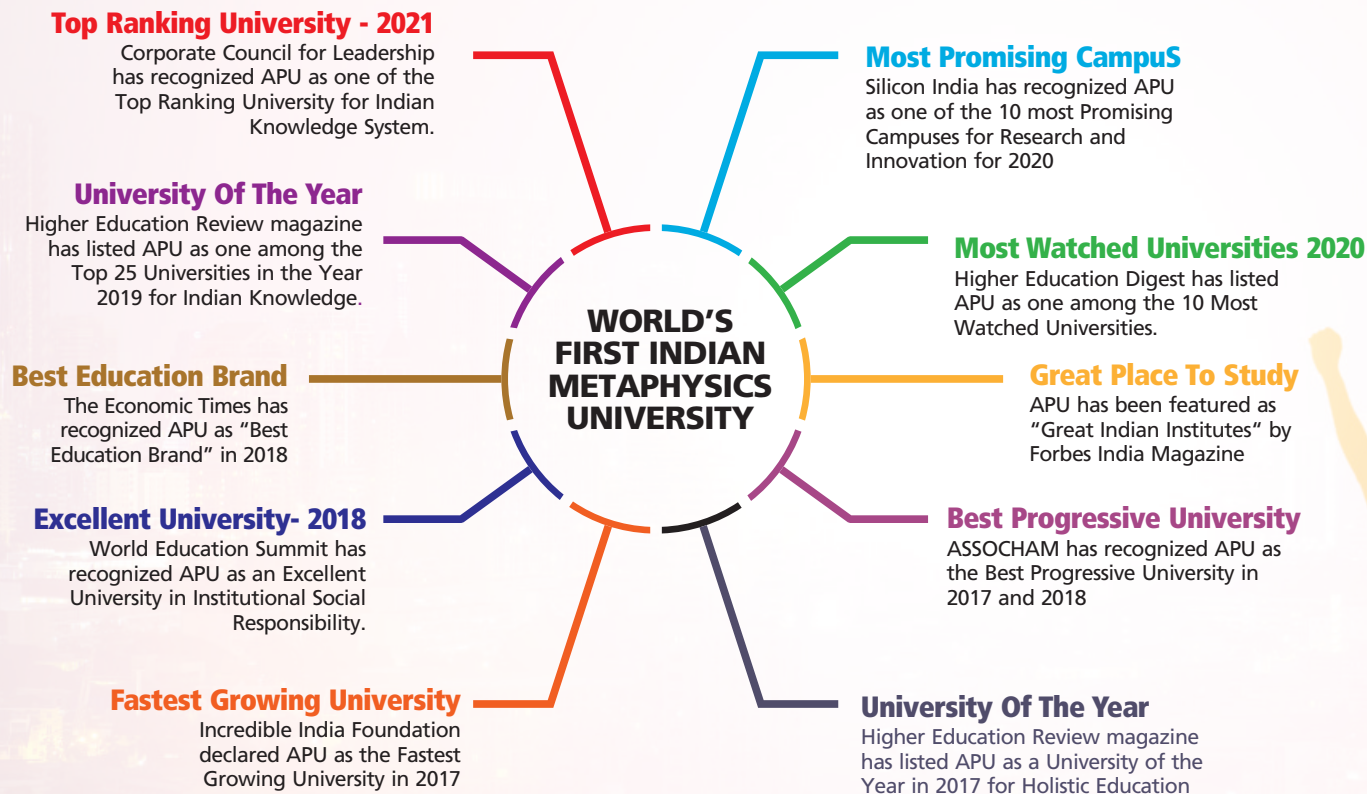 Top Ranking University - 2021
Corporate Council for Leadership
has recognized APU as one of the
Top Ranking University for Indian
Knowledge System.
University Of The Year
Higher Education Review magazine
has listed APU as one among the
Top 25 Universities in the Year
2019 for Indian Knowledge.
Best Education Brand
The Economic Times has
recognized APU as “Best
Education Brand” in 2018
Excellent University- 2018
World Education Summit has
recognized APU as an Excellent
University in Institutional Social
Responsibility.
Fastest Growing University
Incredible India Foundation
declared APU as the Fastest
Growing University in 2017
WORLD'S
FIRST INDIAN
METAPHYSICS
UNIVERSITY
Most Promising CampuS
Silicon India has recognized APU
as one of the 10 most Promising
Campuses for Research and
Innovation for 2020
Most Watched Universities 2020
Higher Education Digest has listed
APU as one among the 10 Most
Watched Universities.
Great Place To Study
APU has been featured as
“Great Indian Institutes“ by
Forbes India Magazine
Best Progressive University
ASSOCHAM has recognized APU as
the Best Progressive University in
2017 and 2018
University Of The Year
Higher Education Review magazine
has listed APU as a University of the
Year in 2017 for Holistic Education